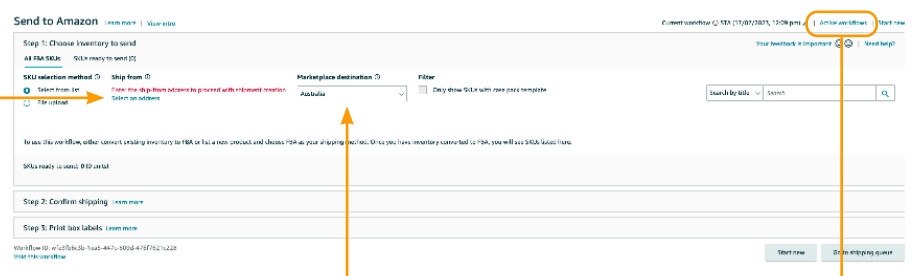 Send to Amazon Learn more | View intro
Current workflow STA (17/07/2023, 12:09 pm) | Active workflows | Start new
Step 1: Choose inventory to send
Your feedback is important | Need help?
All FBA SKUs SKUs ready to send (0)
SKU selection method Ship from Marketplace destination Filter
Select from list Enter the ship-from address to proceed with shipment creation Australia Only show SKUs with case pack template Search by title Search
File upload Select an address
To use this workflow, either convert existing inventory to FBA or list a new product and choose FBA as your shipping method. Once you have inventory converted to FBA, you will see SKUs listed here.
SKUs ready to send: 0 (0 units)
Step 2: Confirm shipping Learn more
Step 3: Print box labels Learn more
Workflow ID:
Void this workflow
Start new Go to shipping queue